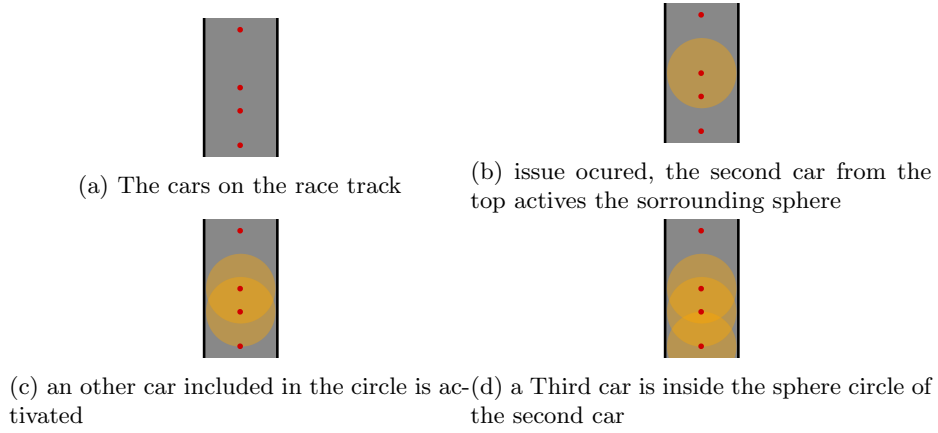 (a) The cars on the race track
(b) issue ocured, the second car from the
top actives the sorrounding sphere
(c) an other car included in the circle is ac-
tivated
(d) a Third car is inside the sphere circle of
the second car